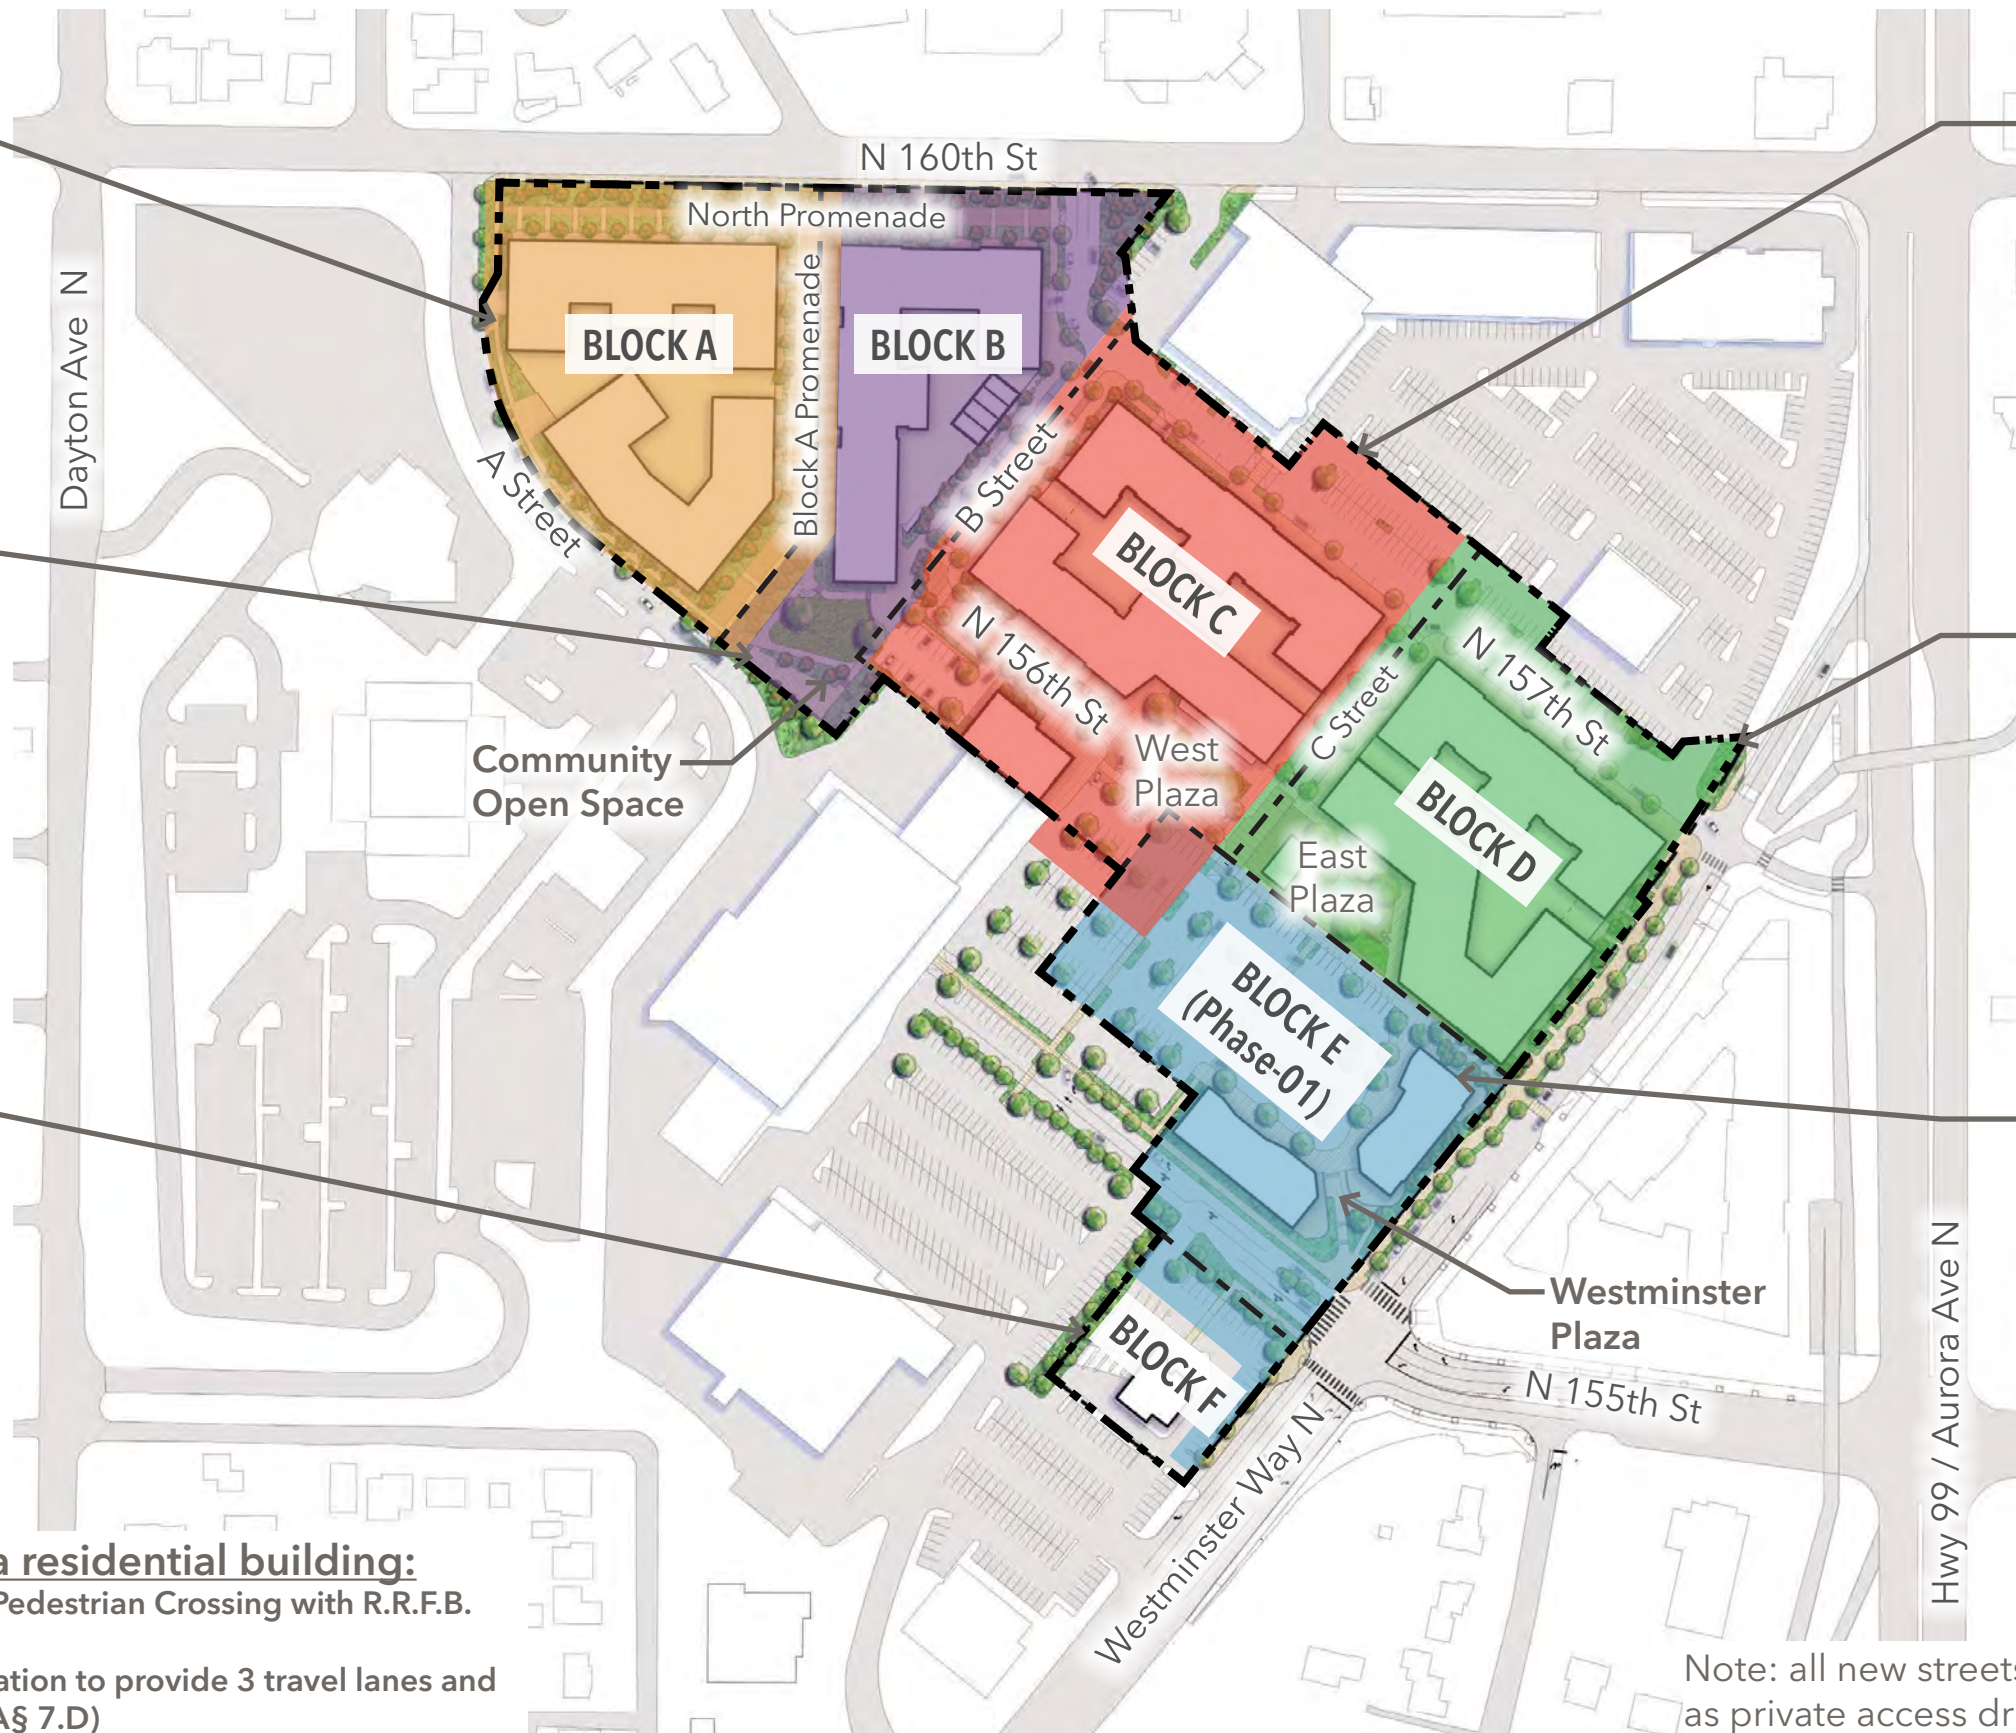 N 160th St
North Promenade
Dayton Ave N
BLOCK A
Block A Promenade
BLOCK B
A Street
B Street
BLOCK C
N 156th St
N 157th St
C Street
West
Plaza
Community
Open Space
BLOCK D
East
Plaza
BLOCK E
(Phase-01)
Westminster
Plaza
BLOCK F
N 155th St
Westminster Way N
Hwy 99 / Aurora Ave N
a residential building:
Pedestrian Crossing with R.R.F.B.
ation to provide 3 travel lanes and
A§ 7.D)
Note: all new streets
as private access dr